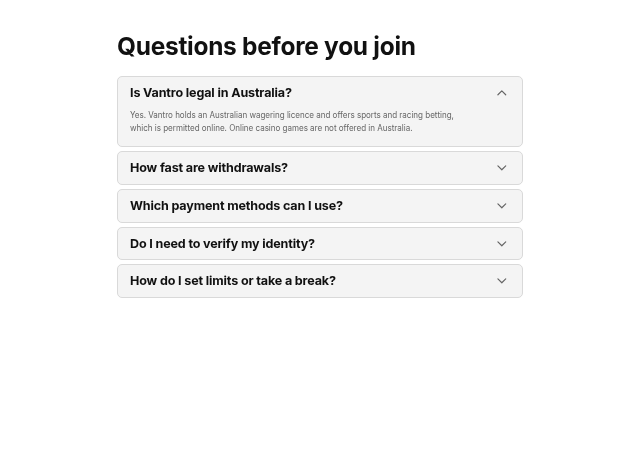 Questions before you join
Is Vantro legal in Australia?
Yes. Vantro holds an Australian wagering licence and offers sports and racing betting,
which is permitted online. Online casino games are not offered in Australia.
How fast are withdrawals?
Which payment methods can I use?
Do I need to verify my identity?
How do I set limits or take a break?